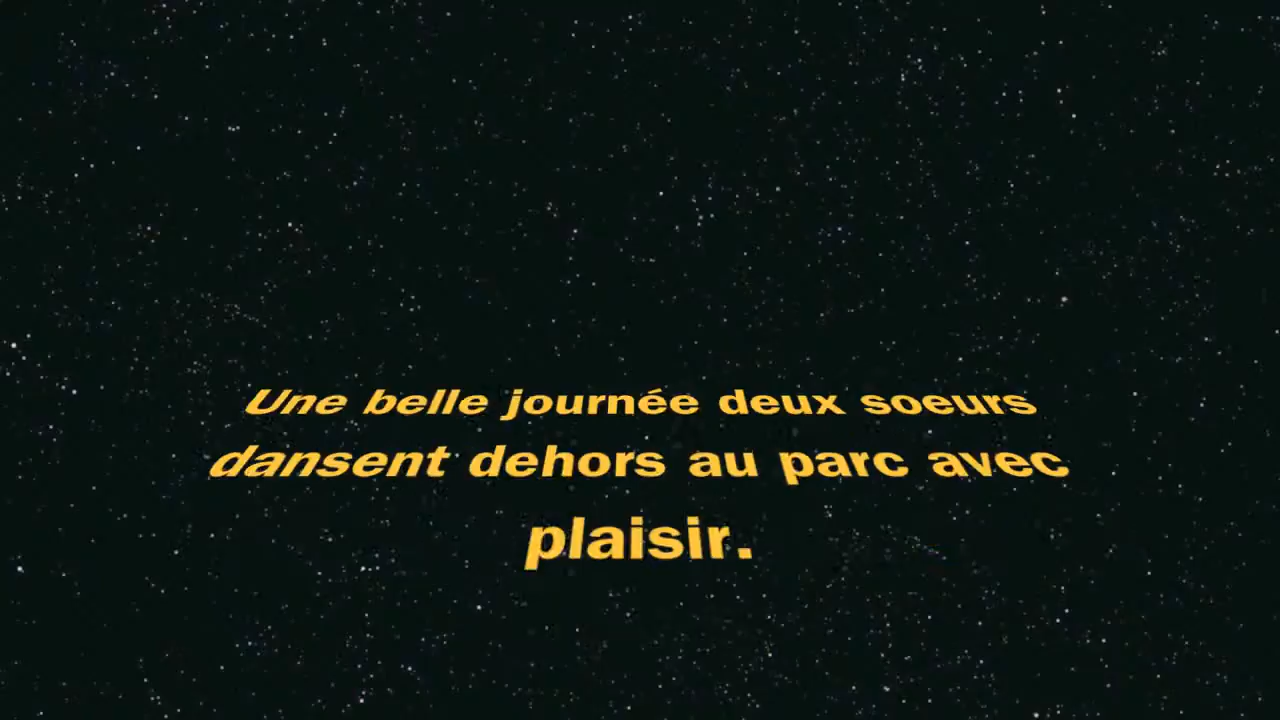 Une belle journée deux soeurs
dansent dehors au parc avec
plaisir.